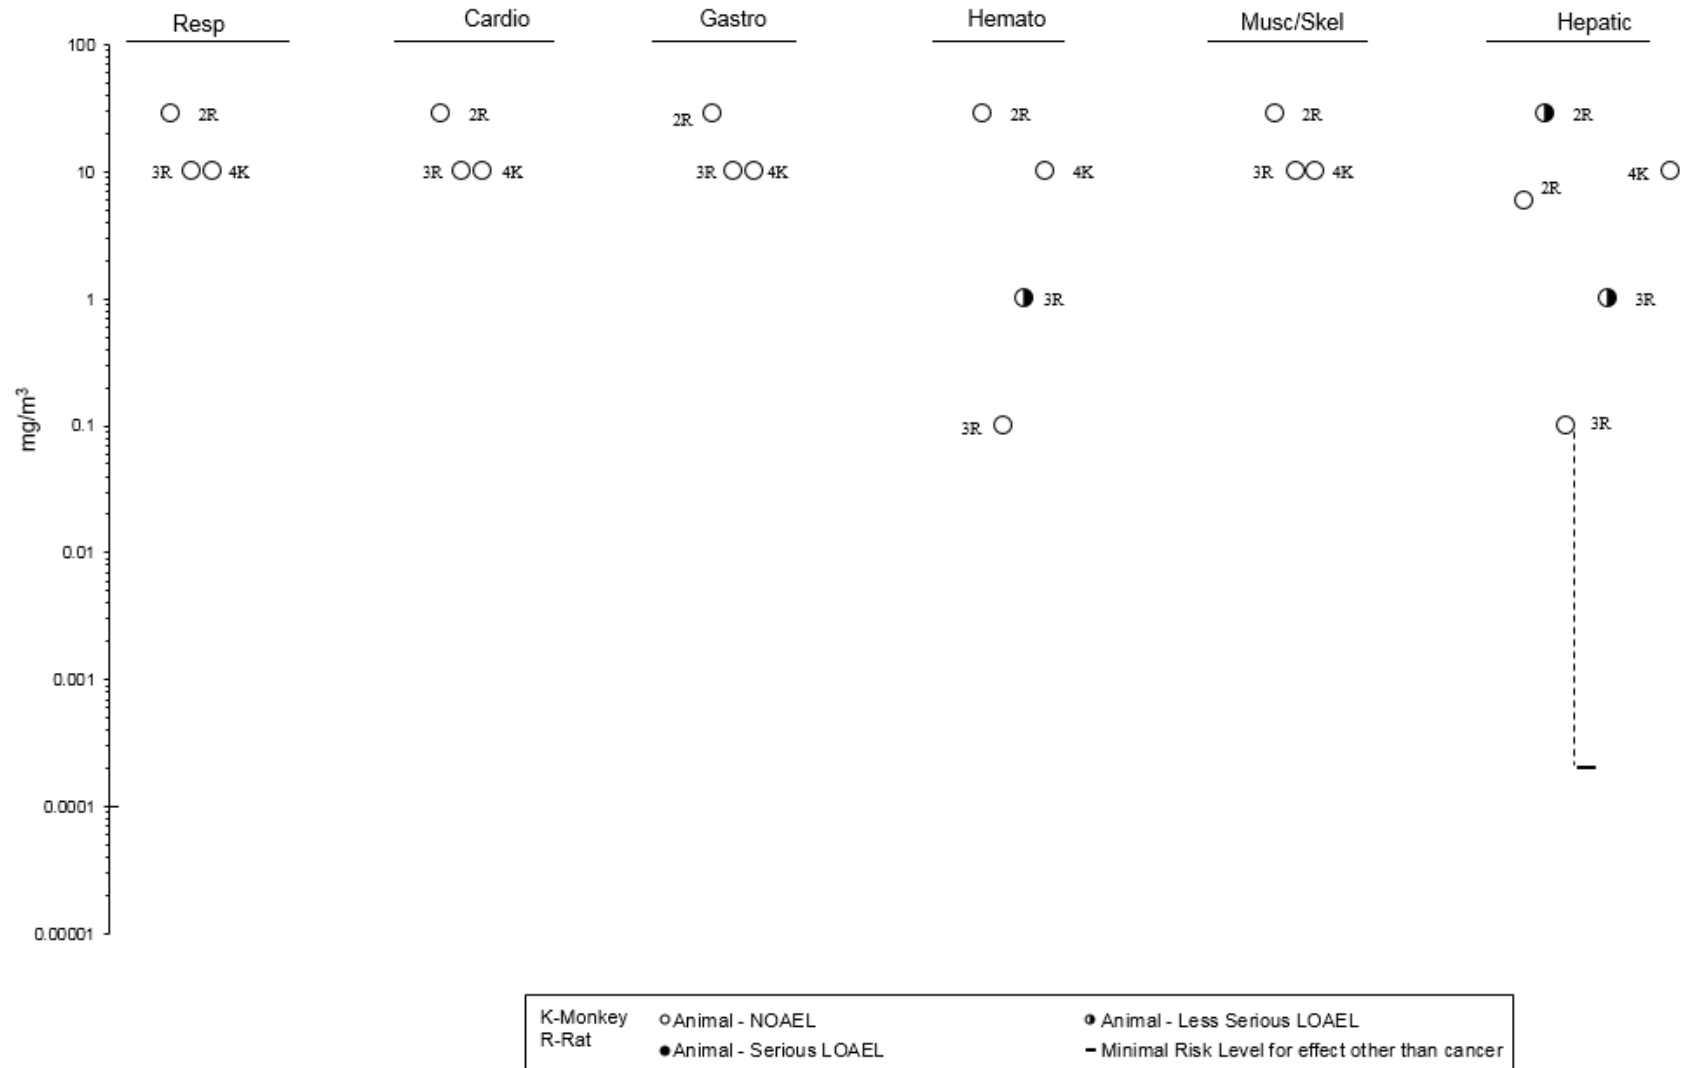 Resp Cardio Gastro Hemato Musc/Skel Hepatic
100
2R 2R 2R 2R 2R 2R
10 3R 4K 3R 4K 3R 4K 4K 3R 4K 4K
2R
1 3R 3R
mg/m³
0.1 3R 3R
0.01
0.001
0.0001
0.00001
K-Monkey Animal - NOAEL Animal - Less Serious LOAEL
R-Rat Animal - Serious LOAEL Minimal Risk Level for effect other than cancer